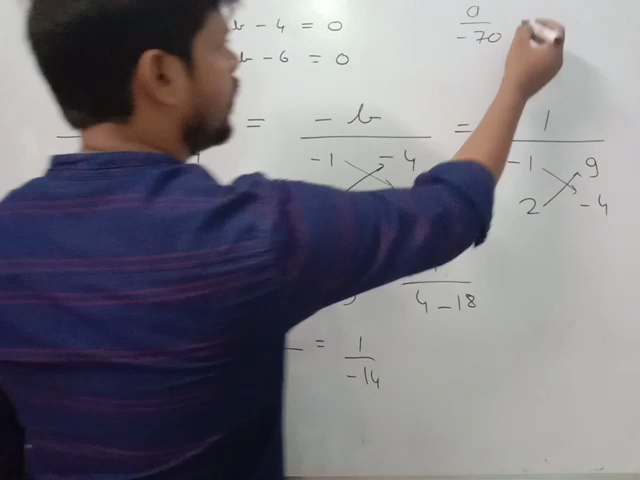 b - 4 = 0
b - 6 = 0
a
-70
= -b = 1
-1 -4 -1 9
2 -4
4 - 18
= 1
-14